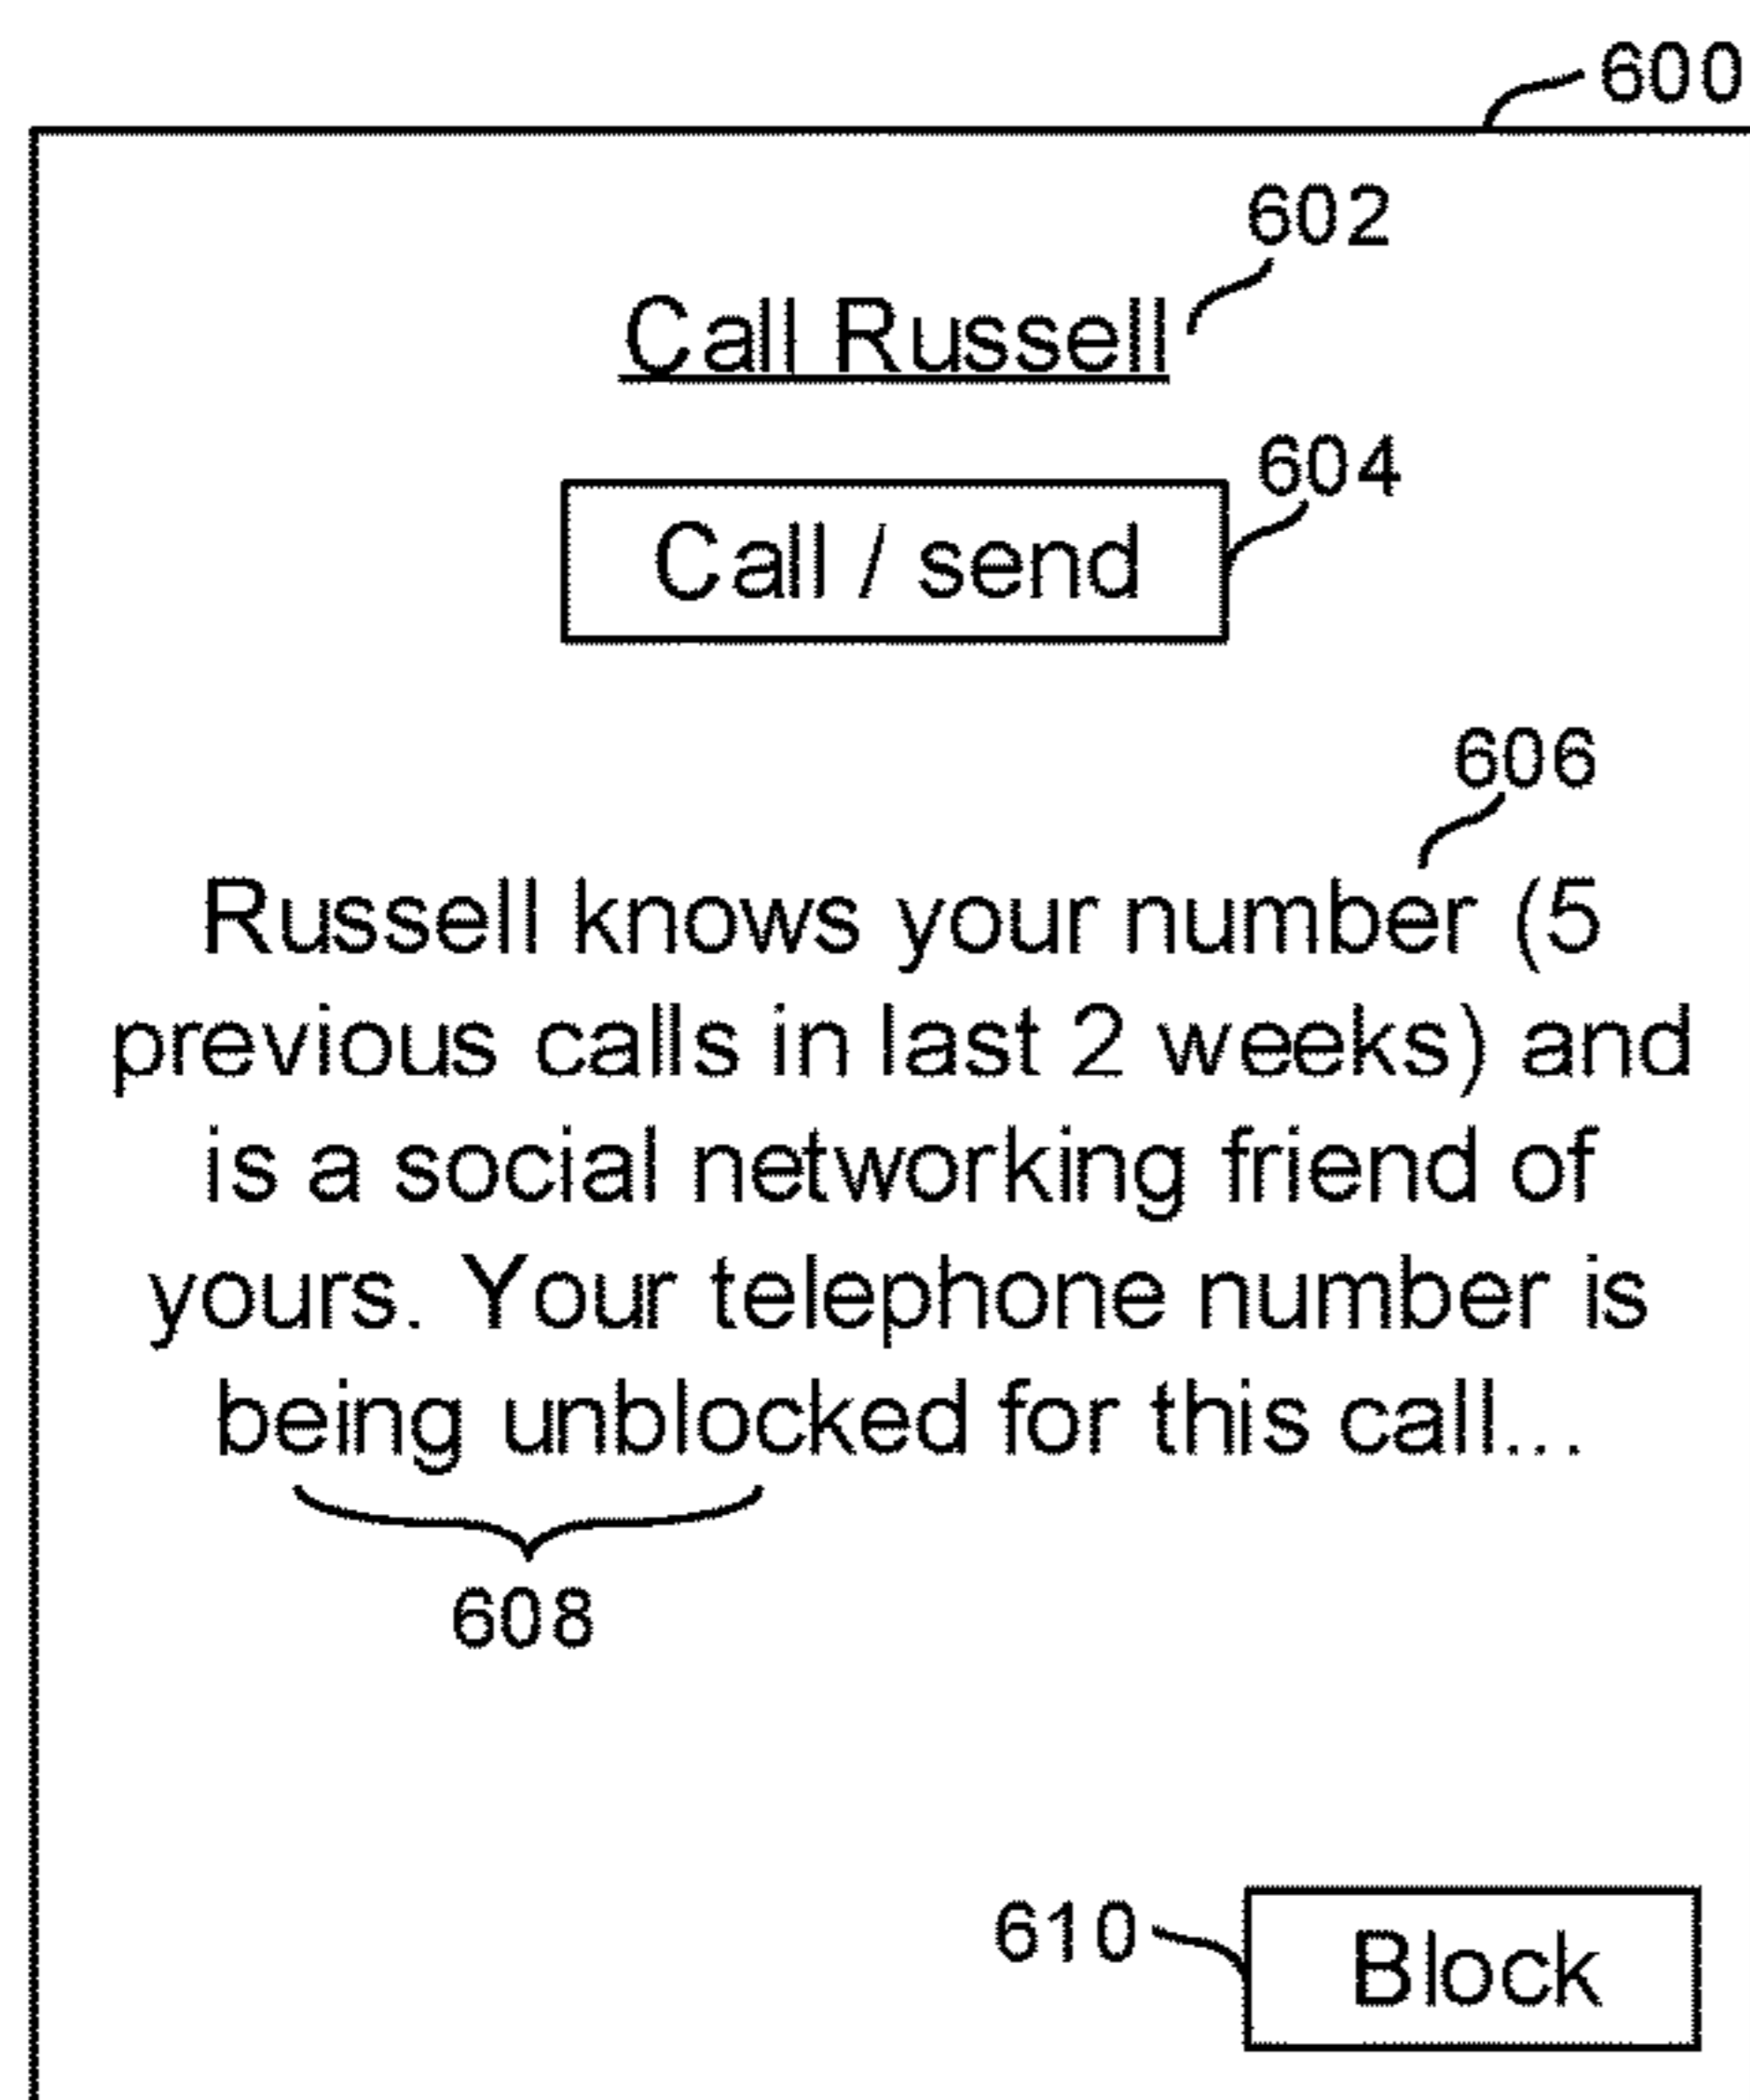 600
602
Call Russell
604
Call / send
606
Russell knows your number (5
previous calls in last 2 weeks) and
is a social networking friend of
yours. Your telephone number is
being unblocked for this call...
608
610
Block